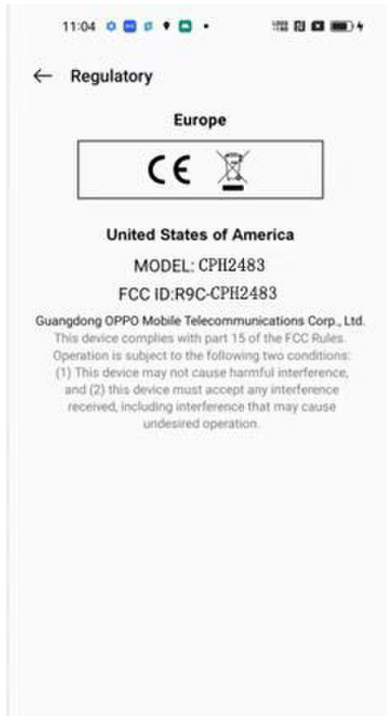 11:04
Regulatory
Europe
CE
United States of America
MODEL: CPH2483
FCC ID:R9C-CPH2483
Guangdong OPPO Mobile Telecommunications Corp., Ltd.
This device complies with part 15 of the FCC Rules.
Operation is subject to the following two conditions:
(1) This device may not cause harmful interference,
and (2) this device must accept any interference
received, including interference that may cause
undesired operation.